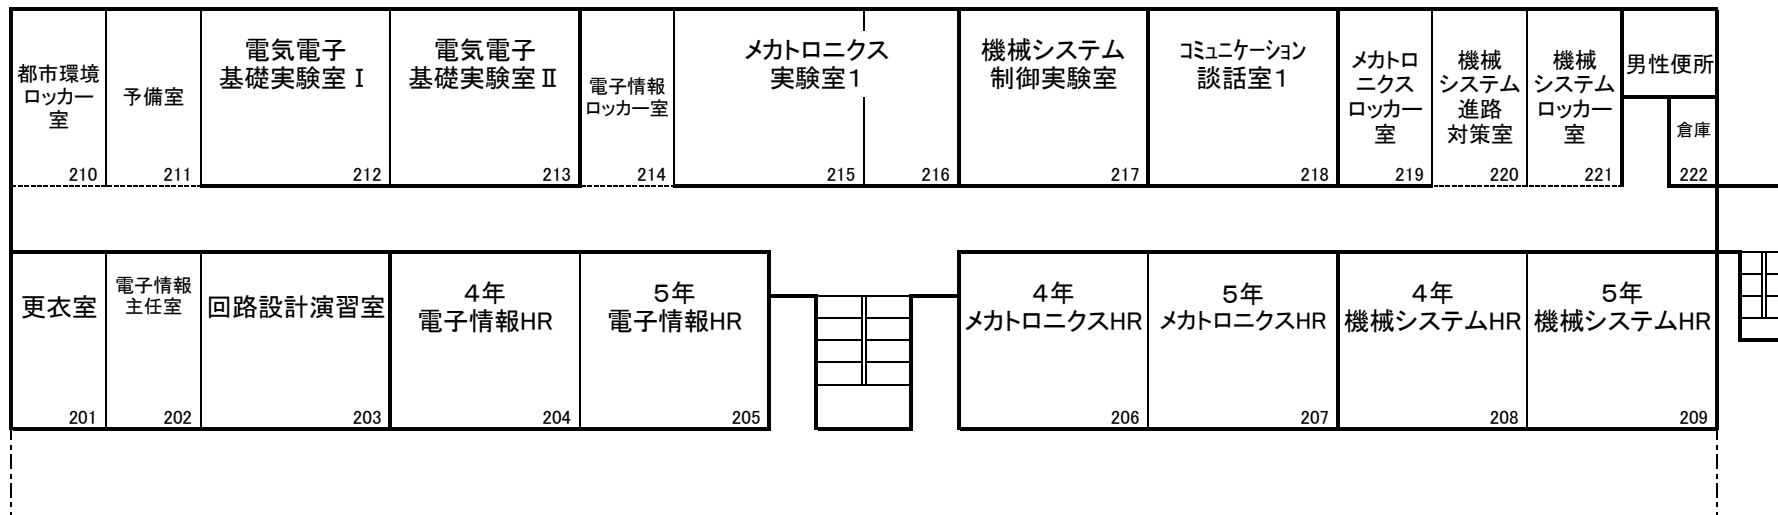 都市環境
ロッカー
室
210
予備室
211
電気電子
基礎実験室Ⅰ
212
電気電子
基礎実験室Ⅱ
213
電子情報
ロッカー室
214
メカトロニクス
実験室1
215
216
機械システム
制御実験室
217
コミュニケーション
談話室1
218
メカトロ
ニクス
ロッカー
室
219
機械
システム
進路
対策室
220
機械
システム
ロッカー
室
221
男性便所
倉庫
222
更衣室
201
電子情報
主任室
202
回路設計演習室
203
4年
電子情報HR
204
5年
電子情報HR
205
4年
メカトロニクスHR
206
5年
メカトロニクスHR
207
4年
機械システムHR
208
5年
機械システムHR
209